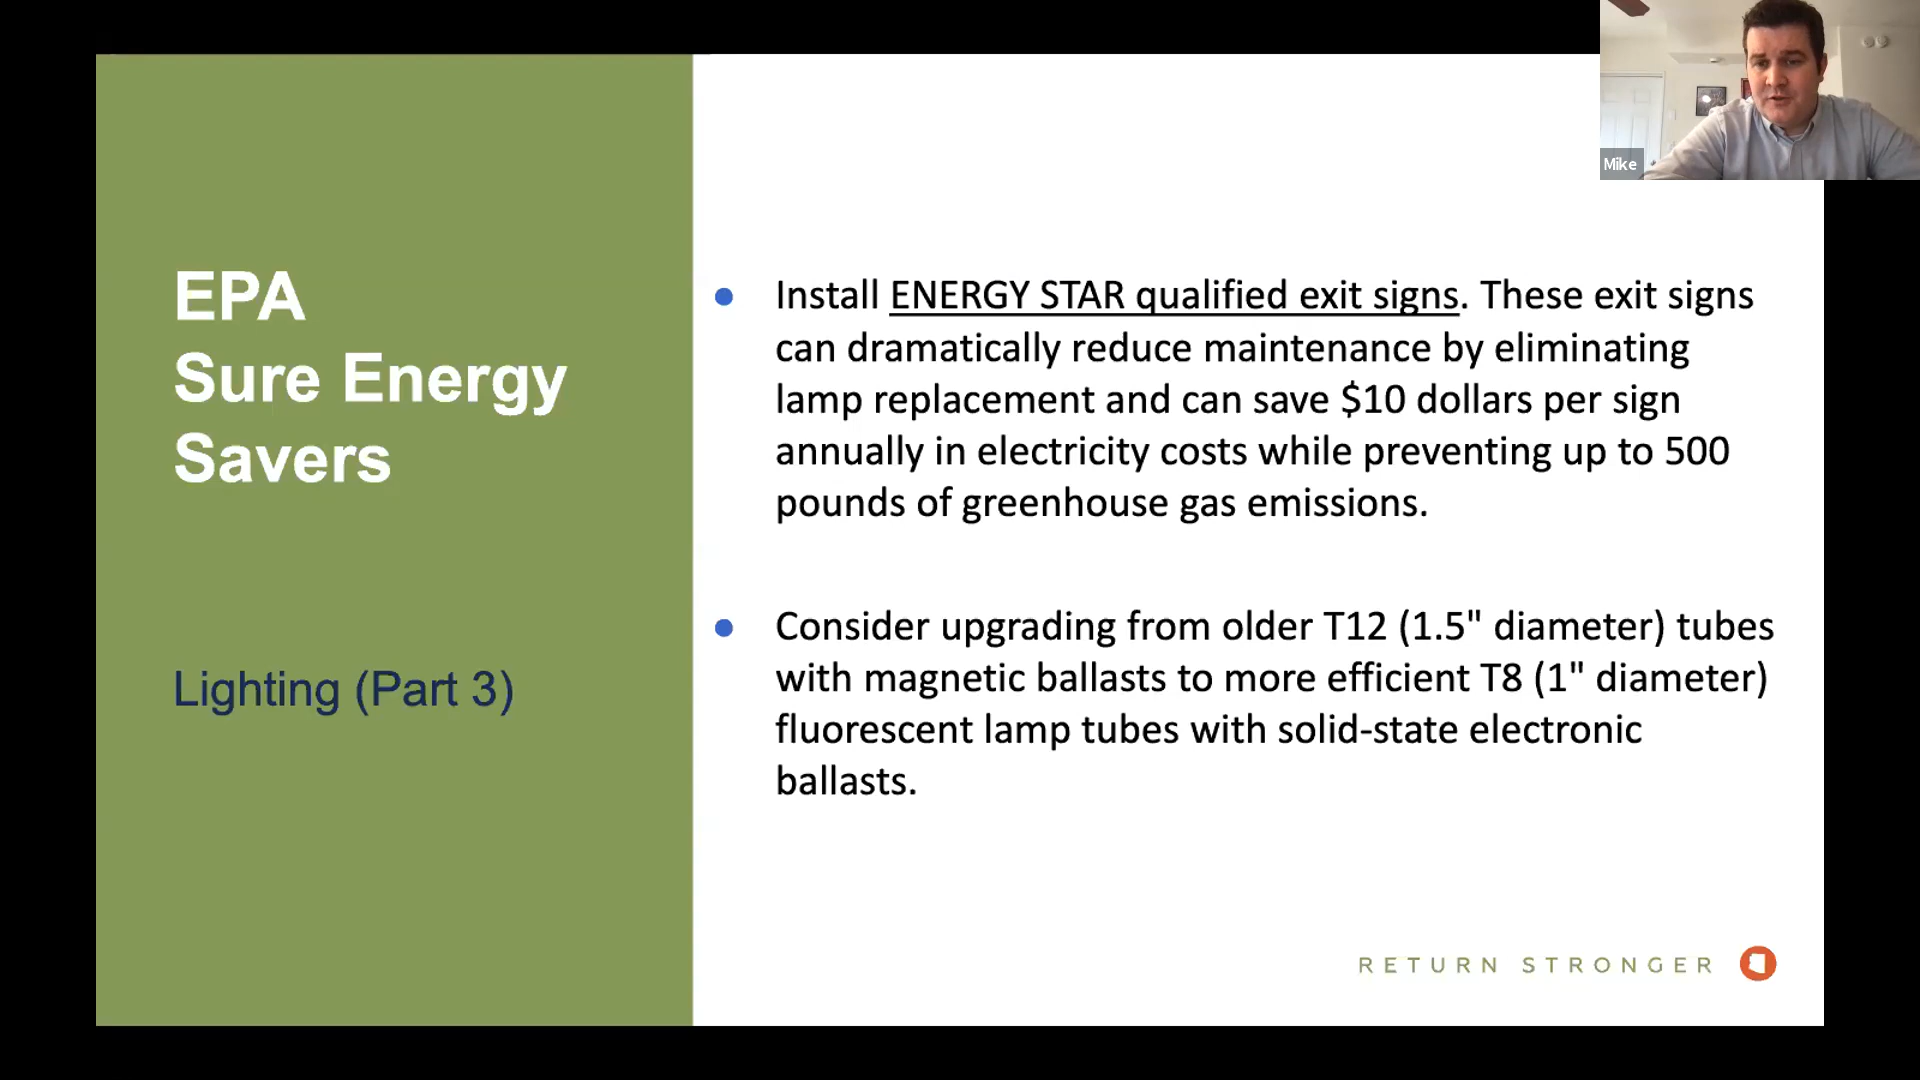 Mike
EPA
Sure Energy
Savers
Lighting (Part 3)
● Install ENERGY STAR qualified exit signs. These exit signs
can dramatically reduce maintenance by eliminating
lamp replacement and can save $10 dollars per sign
annually in electricity costs while preventing up to 500
pounds of greenhouse gas emissions.
● Consider upgrading from older T12 (1.5" diameter) tubes
with magnetic ballasts to more efficient T8 (1" diameter)
fluorescent lamp tubes with solid-state electronic
ballasts.
RETURN STRONGER